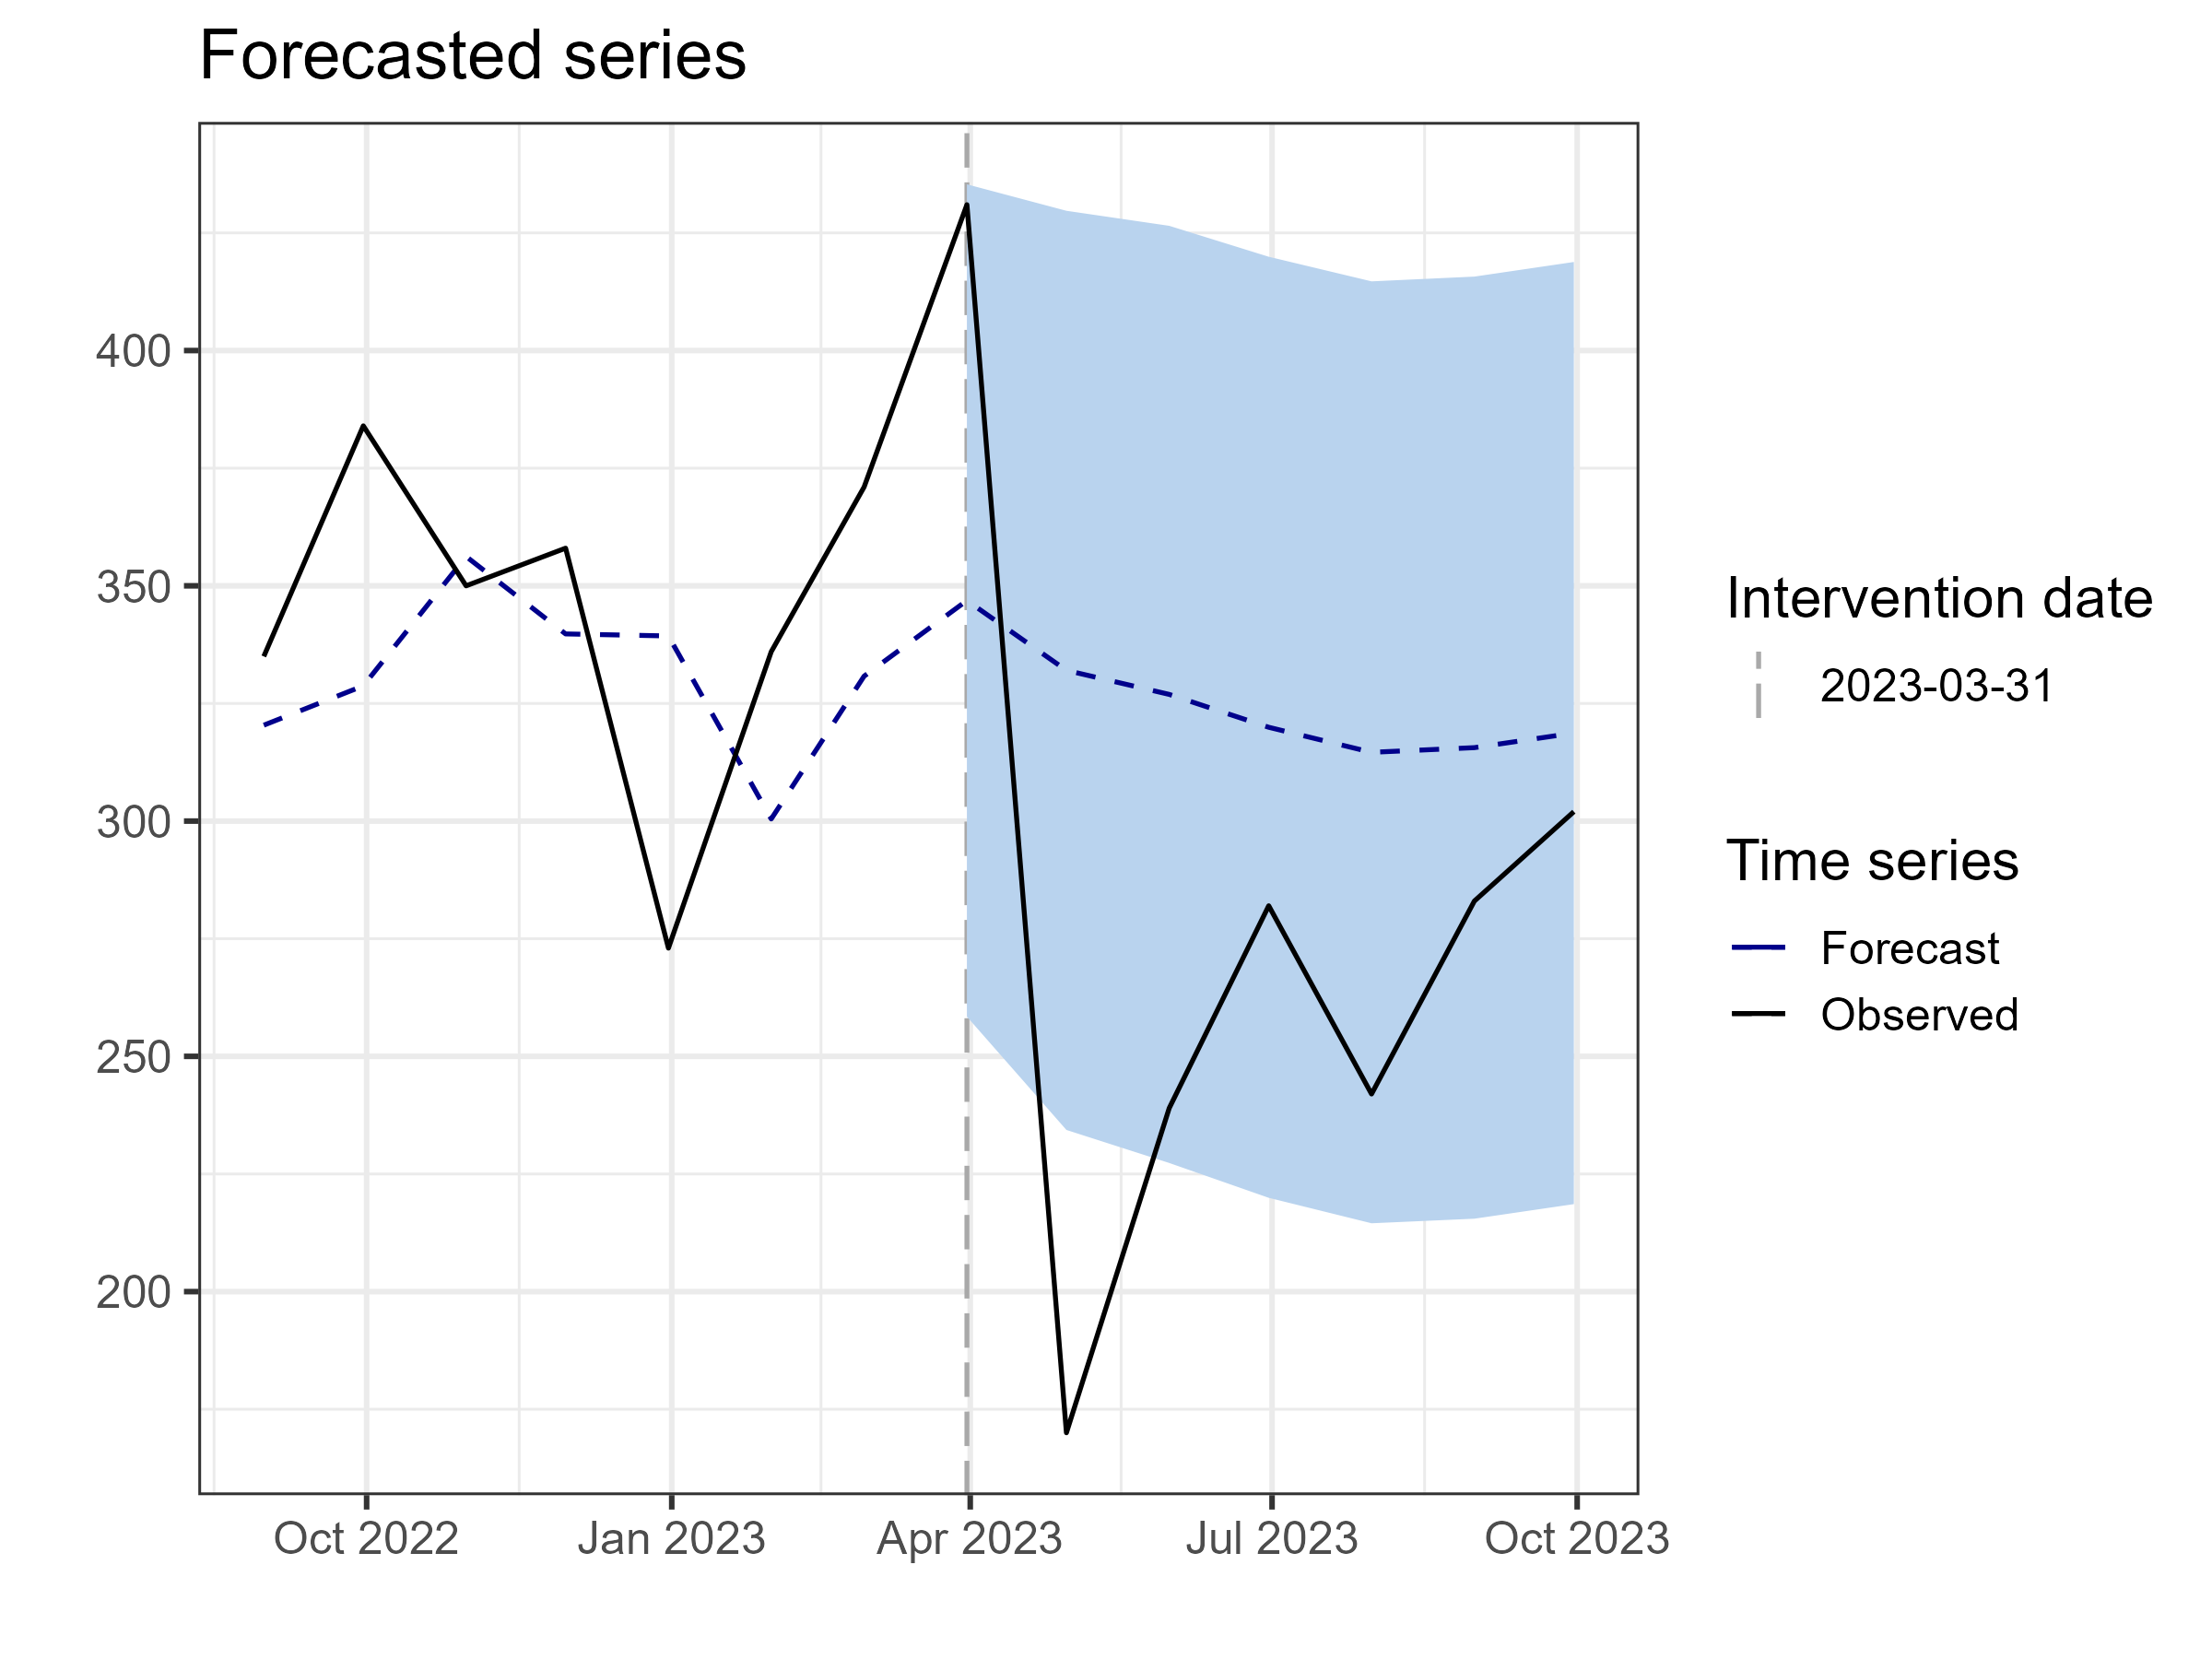 Forecasted series
400
350
300
250
200
Oct 2022
Jan 2023
Apr 2023
Jul 2023
Oct 2023
Intervention date
2023-03-31
Time series
Forecast
Observed